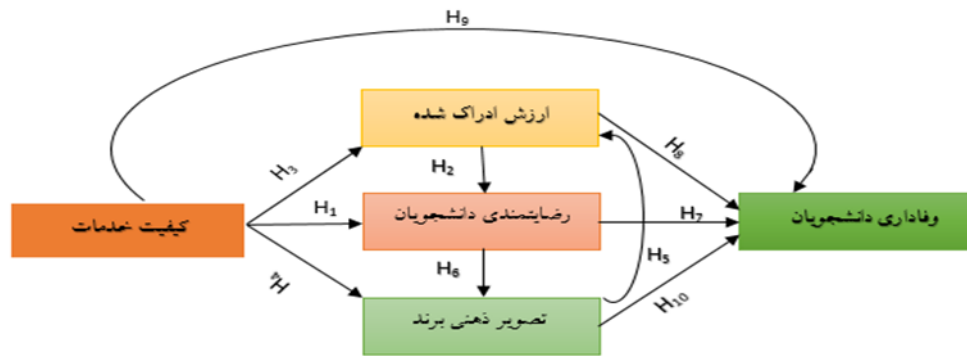 H₉
ارزش ادراک شده
H₃
H₂
H₈
کیفیت خدمات
H₁
رضایتمندی دانشجویان
H₇
وفاداری دانشجویان
H₄
H₆
H₅
تصویر ذهنی برند
H₁₀